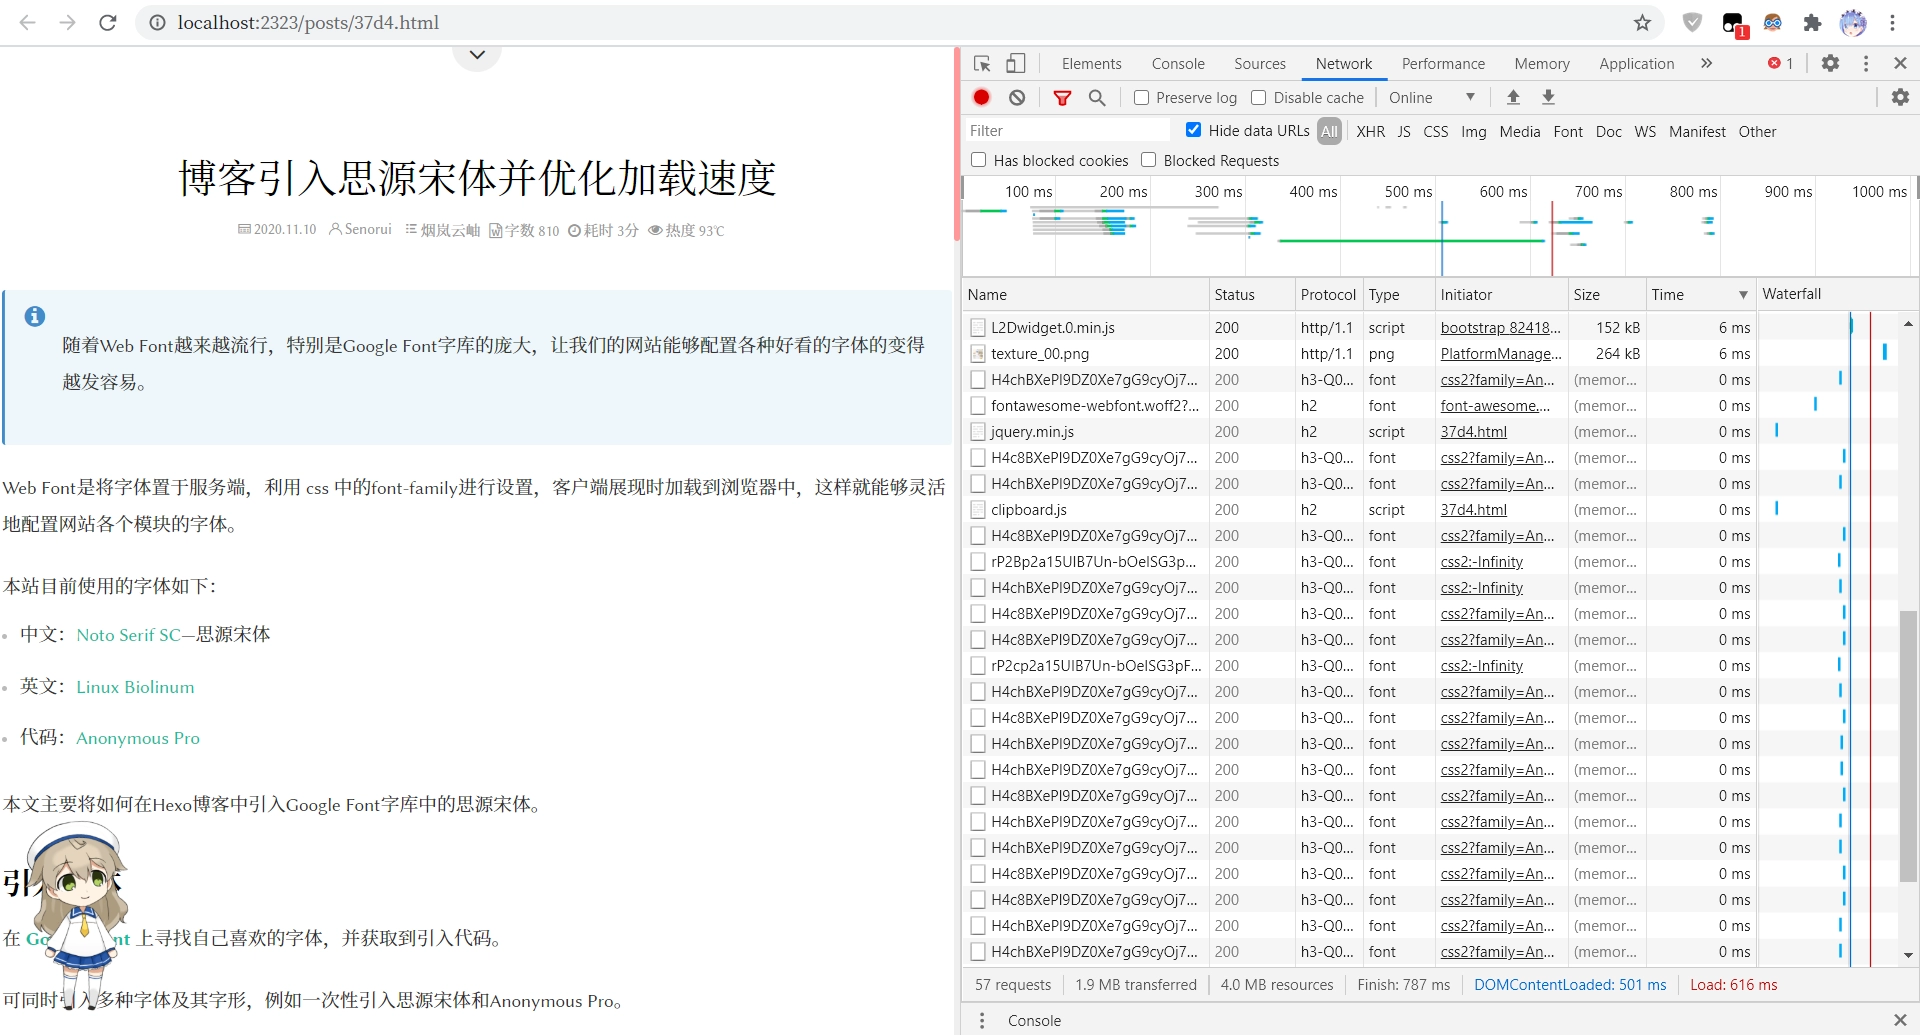 localhost:2323/posts/37d4.html
1
博客引入思源宋体并优化加载速度
2020.11.10 Senorui 烟岚云岫 字数 810 耗时 3分 热度 93℃
随着Web Font越来越流行，特别是Google Font字库的庞大，让我们的网站能够配置各种好看的字体的变得
越发容易。
Web Font是将字体置于服务端，利用 css 中的font-family进行设置，客户端展现时加载到浏览器中，这样就能够灵活
地配置网站各个模块的字体。
本站目前使用的字体如下：
中文：Noto Serif SC—思源宋体
英文：Linux Biolinum
代码：Anonymous Pro
本文主要将如何在Hexo博客中引入Google Font字库中的思源宋体。
在 上寻找自己喜欢的字体，并获取到引入代码。
可同时引入多种字体及其字形，例如一次性引入思源宋体和Anonymous Pro。
Elements Console Sources Network Performance Memory Application » 1
Preserve log Disable cache Online
Filter Hide data URLs All XHR JS CSS Img Media Font Doc WS Manifest Other
Has blocked cookies Blocked Requests
100 ms 200 ms 300 ms 400 ms 500 ms 600 ms 700 ms 800 ms 900 ms 1000 ms
Name Status Protocol Type Initiator Size Time Waterfall
L2Dwidget.0.min.js 200 http/1.1 script bootstrap 82418... 152 kB 6 ms
texture_00.png 200 http/1.1 png PlatformManage... 264 kB 6 ms
H4chBXePl9DZ0Xe7gG9cyOj7... 200 h3-Q0... font css2?family=An... (memor... 0 ms
fontawesome-webfont.woff2?... 200 h2 font font-awesome.... (memor... 0 ms
jquery.min.js 200 h2 script 37d4.html (memor... 0 ms
H4c8BXePl9DZ0Xe7gG9cyOj7... 200 h3-Q0... font css2?family=An... (memor... 0 ms
H4chBXePl9DZ0Xe7gG9cyOj7... 200 h3-Q0... font css2?family=An... (memor... 0 ms
clipboard.js 200 h2 script 37d4.html (memor... 0 ms
H4c8BXePl9DZ0Xe7gG9cyOj7... 200 h3-Q0... font css2?family=An... (memor... 0 ms
rP2Bp2a15UIB7Un-bOeISG3p... 200 h3-Q0... font css2:-Infinity (memor... 0 ms
H4chBXePl9DZ0Xe7gG9cyOj7... 200 h3-Q0... font css2:-Infinity (memor... 0 ms
H4c8BXePl9DZ0Xe7gG9cyOj7... 200 h3-Q0... font css2?family=An... (memor... 0 ms
H4c8BXePl9DZ0Xe7gG9cyOj7... 200 h3-Q0... font css2?family=An... (memor... 0 ms
rP2cp2a15UIB7Un-bOeISG3pF... 200 h3-Q0... font css2:-Infinity (memor... 0 ms
H4chBXePl9DZ0Xe7gG9cyOj7... 200 h3-Q0... font css2?family=An... (memor... 0 ms
H4c8BXePl9DZ0Xe7gG9cyOj7... 200 h3-Q0... font css2?family=An... (memor... 0 ms
H4chBXePl9DZ0Xe7gG9cyOj7... 200 h3-Q0... font css2?family=An... (memor... 0 ms
H4chBXePl9DZ0Xe7gG9cyOj7... 200 h3-Q0... font css2?family=An... (memor... 0 ms
H4c8BXePl9DZ0Xe7gG9cyOj7... 200 h3-Q0... font css2?family=An... (memor... 0 ms
H4chBXePl9DZ0Xe7gG9cyOj7... 200 h3-Q0... font css2?family=An... (memor... 0 ms
H4chBXePl9DZ0Xe7gG9cyOj7... 200 h3-Q0... font css2?family=An... (memor... 0 ms
H4c8BXePl9DZ0Xe7gG9cyOj7... 200 h3-Q0... font css2?family=An... (memor... 0 ms
H4c8BXePl9DZ0Xe7gG9cyOj7... 200 h3-Q0... font css2?family=An... (memor... 0 ms
H4chBXePl9DZ0Xe7gG9cyOj7... 200 h3-Q0... font css2?family=An... (memor... 0 ms
H4chBXePl9DZ0Xe7gG9cyOj7... 200 h3-Q0... font css2?family=An... (memor... 0 ms
57 requests 1.9 MB transferred 4.0 MB resources Finish: 787 ms DOMContentLoaded: 501 ms Load: 616 ms
Console